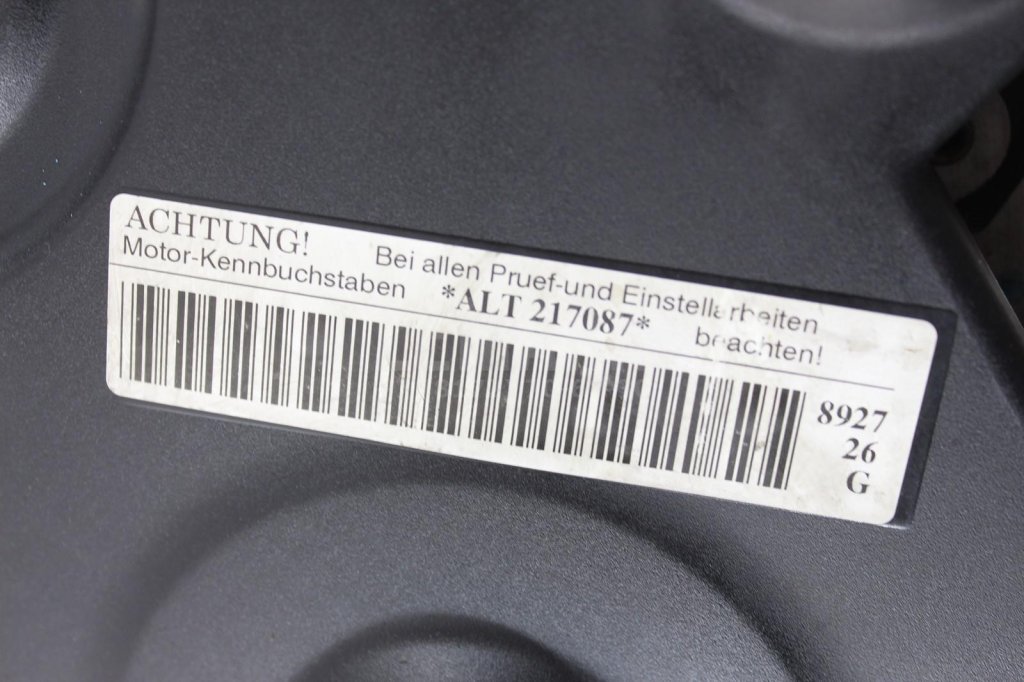 ACHTUNG! Bei allen Pruef-und Einstellarbeiten
Motor-Kennbuchstaben *ALT 217087* beachten!
8927
26
G